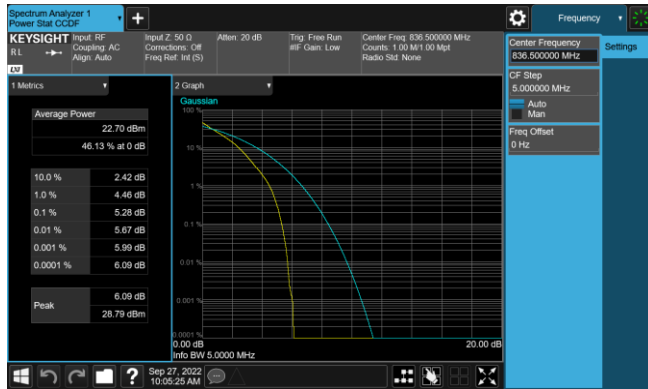 Spectrum Analyzer 1
Power Stat CCDF
Frequency
KEYSIGHT
RL
LXI
Input: RF
Coupling: AC
Align: Auto
Input Z: 50 Ω
Corrections: Off
Freq Ref: Int (S)
Atten: 20 dB
Trig: Free Run
#IF Gain: Low
Center Freq: 836.500000 MHz
Counts: 1.00 M/1.00 Mpt
Radio Std: None
Center Frequency
836.500000 MHz
Settings
CF Step
5.000000 MHz
Auto
Man
Freq Offset
0 Hz
1 Metrics
Average Power
22.70 dBm
46.13 % at 0 dB
10.0 % 2.42 dB
1.0 % 4.46 dB
0.1 % 5.28 dB
0.01 % 5.67 dB
0.001 % 5.99 dB
0.0001 % 6.09 dB
Peak
6.09 dB
28.79 dBm
2 Graph
Gaussian
100 %
10 %
1 %
0.1 %
0.01 %
0.001 %
0.0001 %
0.00 dB 20.00 dB
Info BW 5.0000 MHz
?
Sep 27, 2022
10:05:25 AM